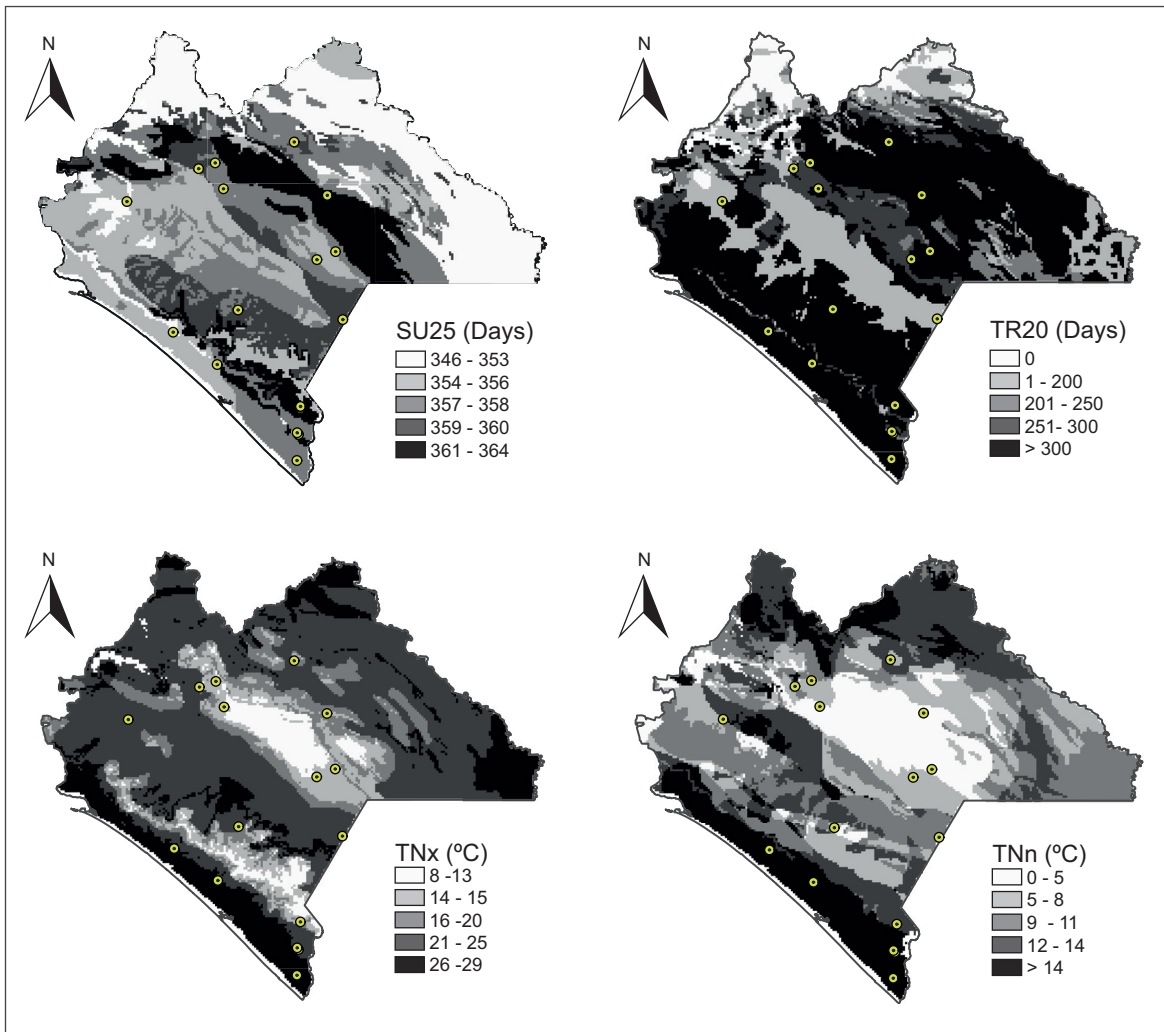 N
SU25 (Days)
346 - 353
354 - 356
357 - 358
359 - 360
361 - 364
N
TR20 (Days)
0
1 - 200
201 - 250
251- 300
> 300
N
TNx (ºC)
8 -13
14 - 15
16 -20
21 - 25
26 -29
N
TNn (ºC)
0 - 5
5 - 8
9 - 11
12 - 14
> 14